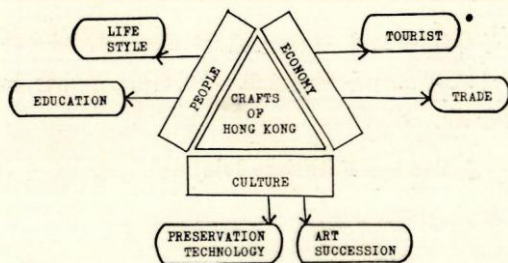 LIFE
STYLE
EDUCATION
PEOPLE
ECONOMY
TOURIST
TRADE
CRAFTS
OF
HONG KONG
CULTURE
PRESERVATION
TECHNOLOGY
ART
SUCCESSION